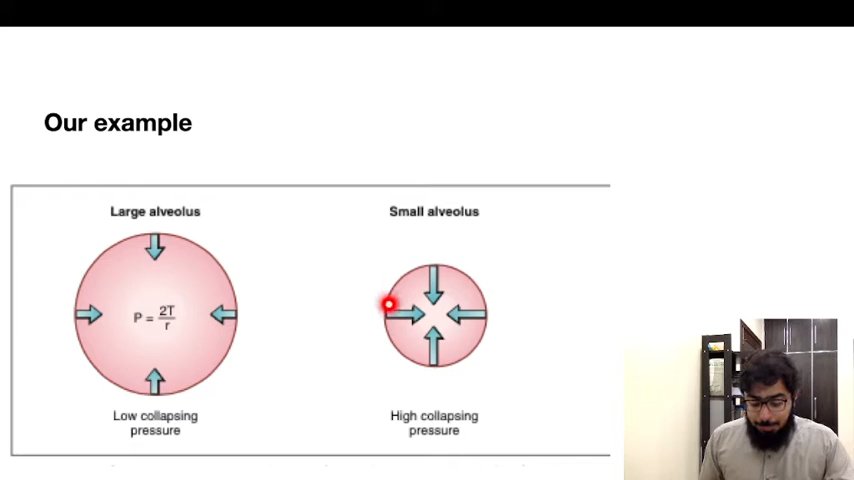 Our example
Large alveolus
Small alveolus
P = 2T
r
Low collapsing
pressure
High collapsing
pressure